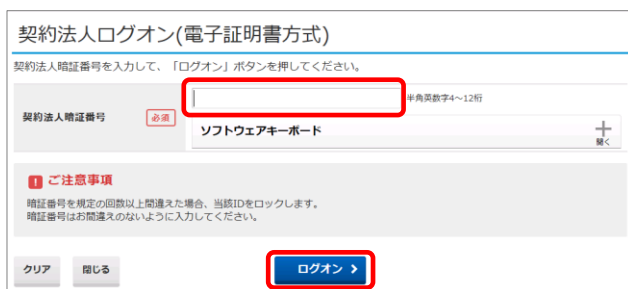 契約法人ログオン(電子証明書方式)
契約法人暗証番号を入力して、「ログオン」ボタンを押してください。
契約法人暗証番号
必須
半角英数字4～12桁
ソフトウェアキーボード
開く
ご注意事項
暗証番号を規定の回数以上間違えた場合、当該IDをロックします。
暗証番号はお間違えのないように入力してください。
クリア
閉じる
ログオン